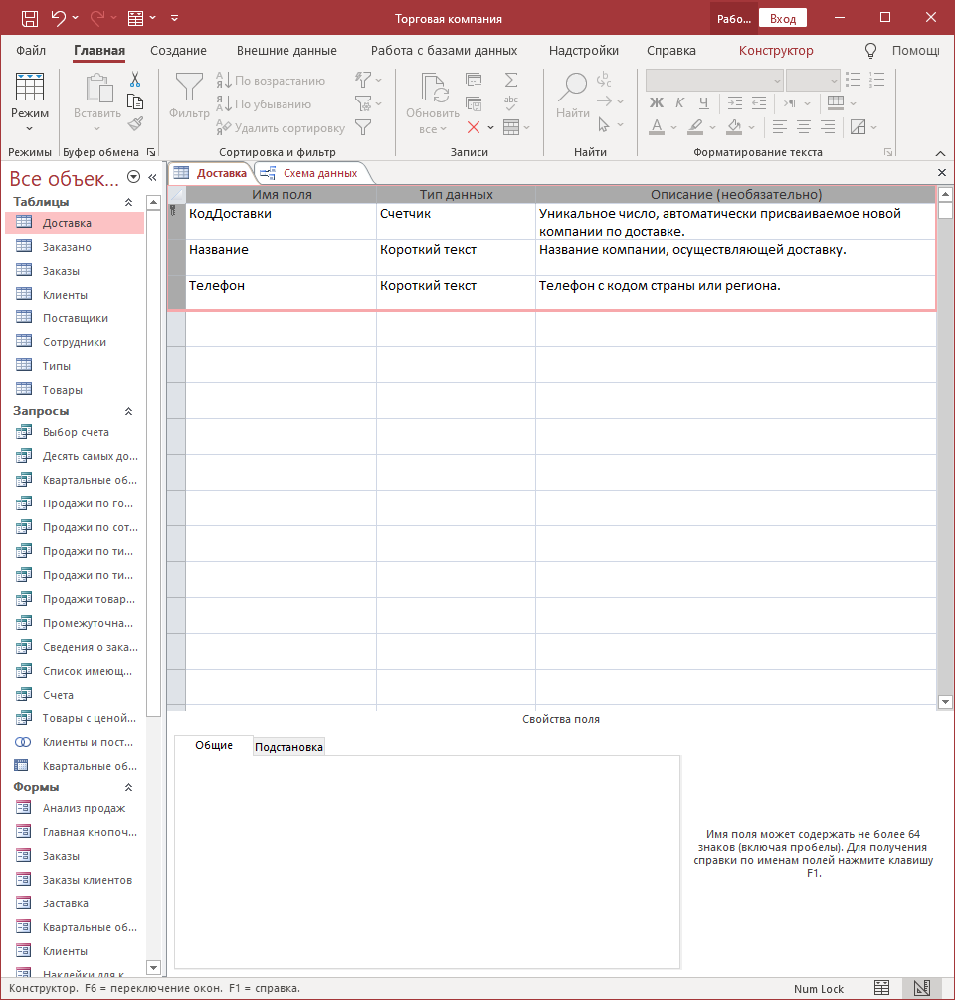 Торговая компания
Рабо...
Вход
Файл
Главная
Создание
Внешние данные
Работа с базами данных
Надстройки
Справка
Конструктор
Помощ
Режим
Вставить
Фильтр
По возрастанию
По убыванию
Удалить сортировку
Обновить
все
Найти
Ж К Ч
Режимы
Буфер обмена
Сортировка и фильтр
Записи
Найти
Форматирование текста
Все объек...
Таблицы
Доставка
Заказано
Заказы
Клиенты
Поставщики
Сотрудники
Типы
Товары
Запросы
Выбор счета
Десять самых до...
Квартальные об...
Продажи по го...
Продажи по сот...
Продажи по ти...
Продажи по ти...
Продажи товар...
Промежуточна...
Сведения о зака...
Список имеющ...
Счета
Товары с ценой...
Клиенты и пост...
Квартальные об...
Формы
Анализ продаж
Главная кнопоч...
Заказы
Заказы клиентов
Заставка
Квартальные об...
Клиенты
Наклейки для к...
Доставка
Схема данных
Имя поля
Тип данных
Описание (необязательно)
КодДоставки
Счетчик
Уникальное число, автоматически присваиваемое новой
компании по доставке.
Название
Короткий текст
Название компании, осуществляющей доставку.
Телефон
Короткий текст
Телефон с кодом страны или региона.
Свойства поля
Общие
Подстановка
Имя поля может содержать не более 64
знаков (включая пробелы). Для получения
справки по именам полей нажмите клавишу
F1.
Конструктор. F6 = переключение окон. F1 = справка.
Num Lock